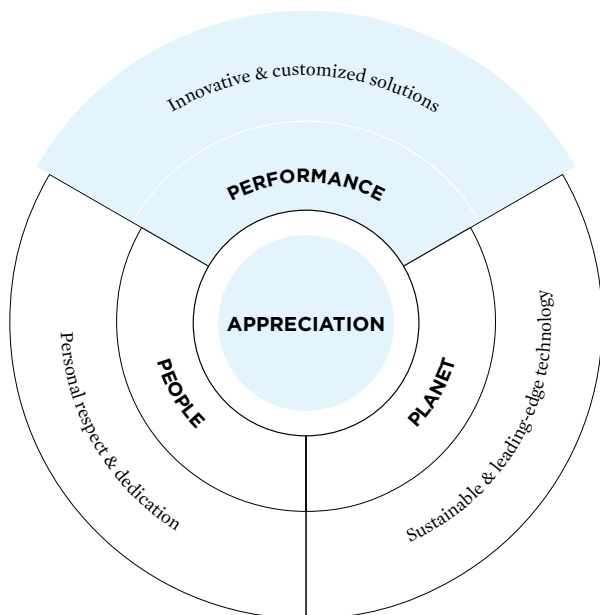 Innovative & customized solutions
PERFORMANCE
APPRECIATION
PEOPLE
PLANET
Personal respect & dedication
Sustainable & leading-edge technology